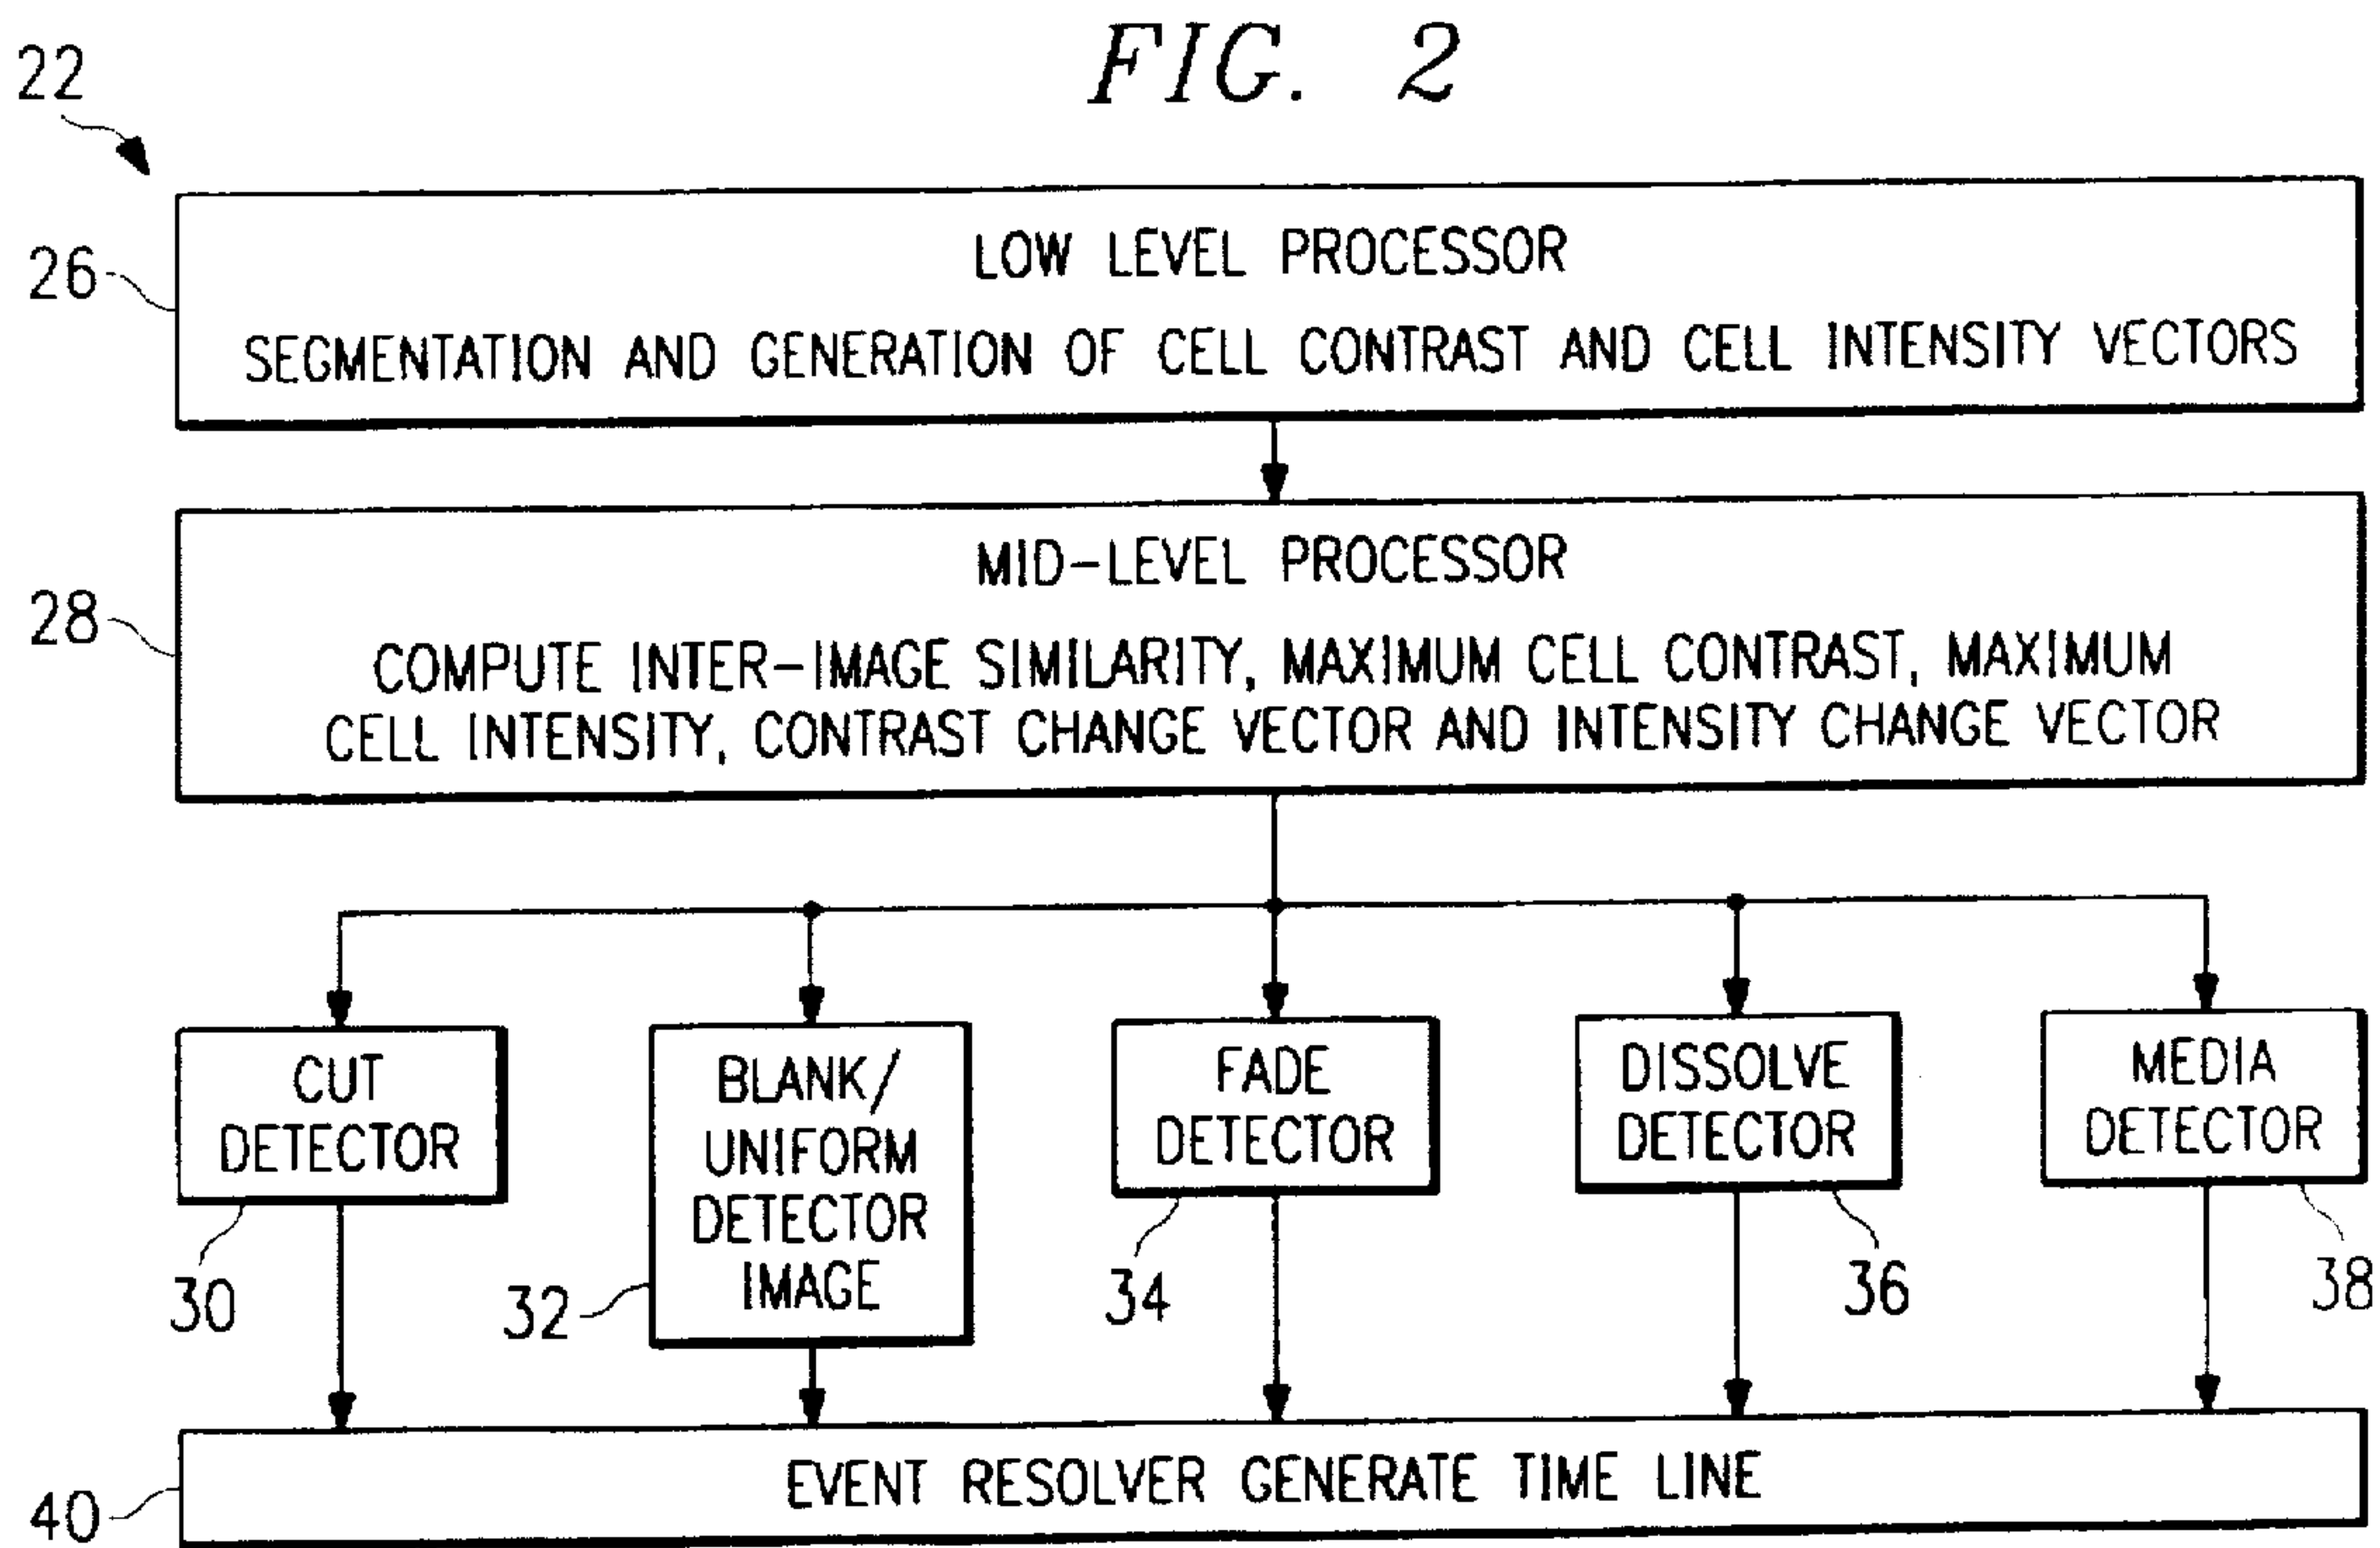 FIG. 2
22
26
LOW LEVEL PROCESSOR
SEGMENTATION AND GENERATION OF CELL CONTRAST AND CELL INTENSITY VECTORS
28
MID-LEVEL PROCESSOR
COMPUTE INTER-IMAGE SIMILARITY, MAXIMUM CELL CONTRAST, MAXIMUM
CELL INTENSITY, CONTRAST CHANGE VECTOR AND INTENSITY CHANGE VECTOR
CUT
DETECTOR
30
BLANK/
UNIFORM
DETECTOR
IMAGE
32
FADE
DETECTOR
34
DISSOLVE
DETECTOR
36
MEDIA
DETECTOR
38
40
EVENT RESOLVER GENERATE TIME LINE